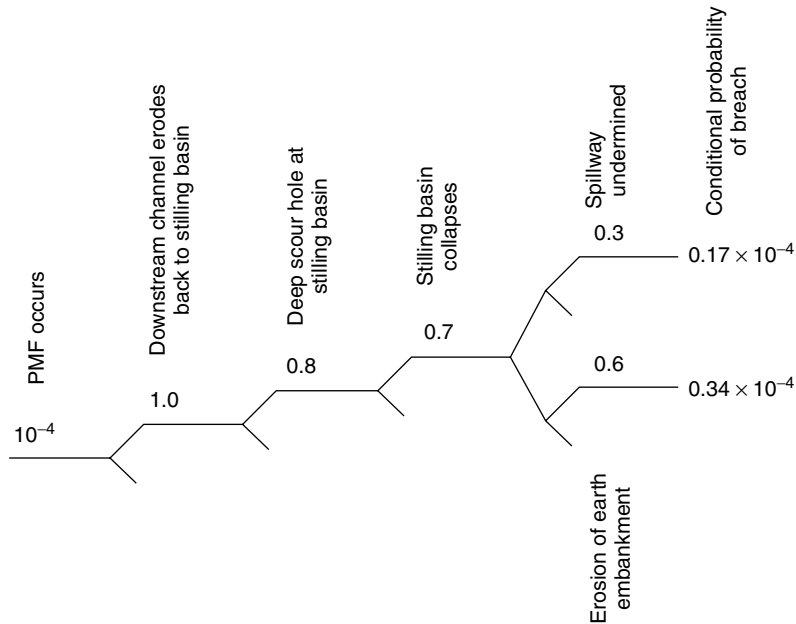 PMF occurs
10⁻⁴
Downstream channel erodes
back to stilling basin
1.0
Deep scour hole at
stilling basin
0.8
Stilling basin
collapses
0.7
Spillway
undermined
0.3
Conditional probability
of breach
0.17 × 10⁻⁴
0.6
0.34 × 10⁻⁴
Erosion of earth
embankment